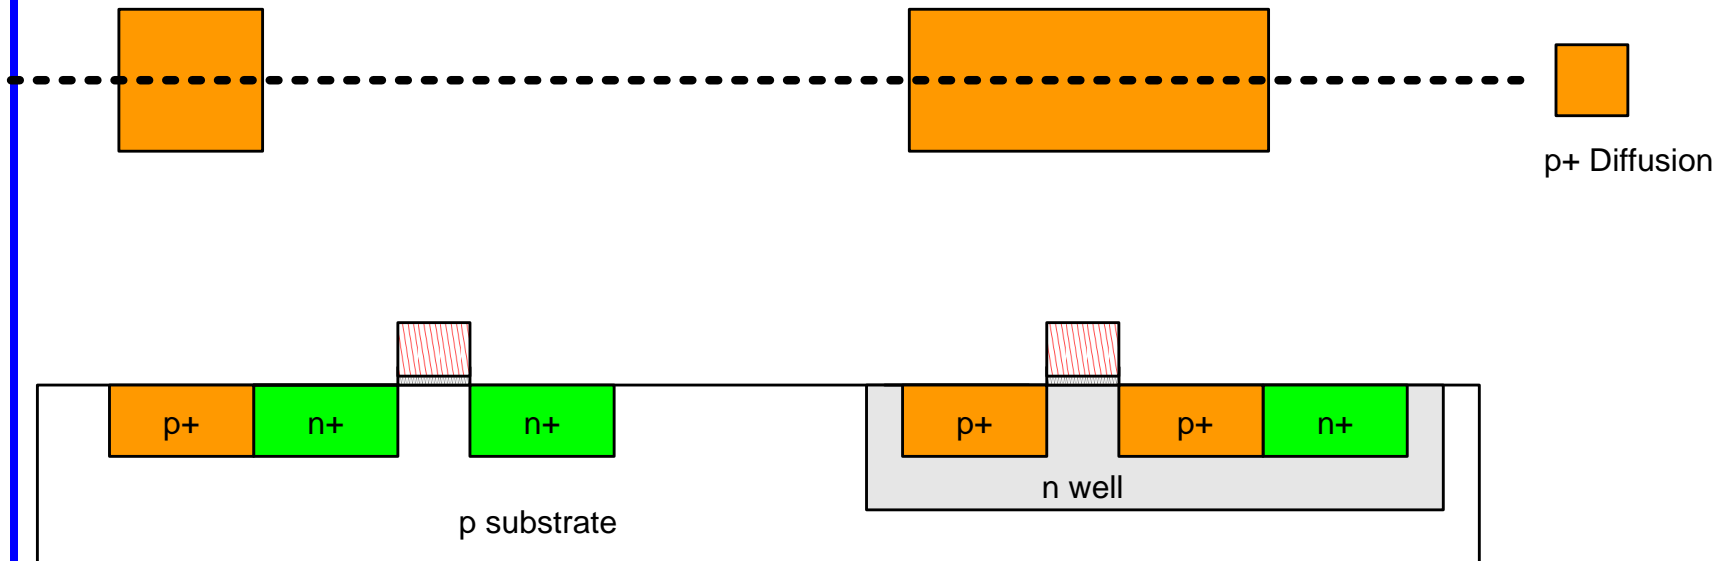 p+ Diffusion
p+ n+ n+ p+ p+ n+
n well
p substrate